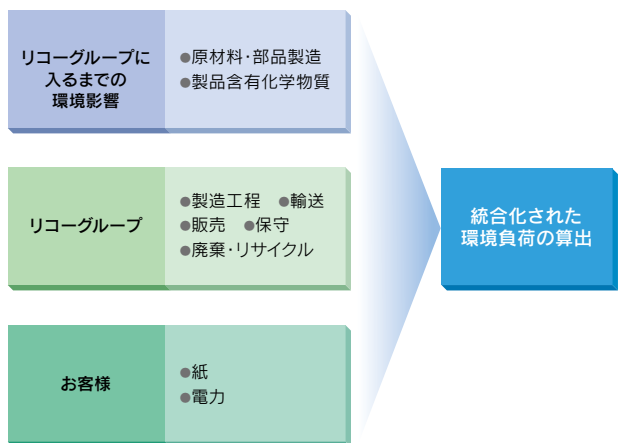 リコーグループに
入るまでの
環境影響
●原材料・部品製造
●製品含有化学物質
リコーグループ
●製造工程　●輸送
●販売　●保守
●廃棄・リサイクル
お客様
●紙
●電力
統合化された
環境負荷の算出